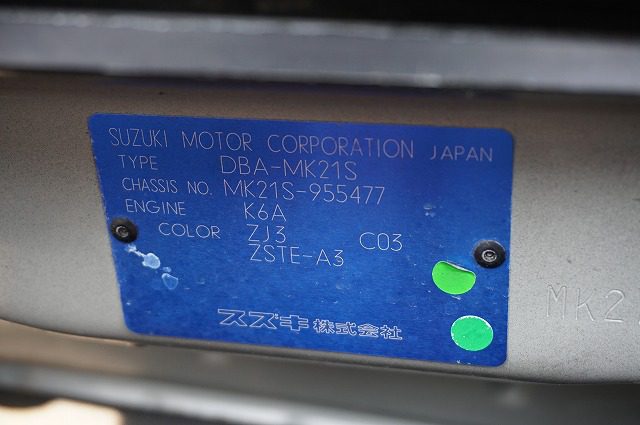 SUZUKI MOTOR CORPORATION JAPAN
TYPE DBA-MK21S
CHASSIS NO. MK21S-955477
ENGINE K6A
COLOR ZJ3 C03
ZSTE-A3
スズキ株式会社
MK2